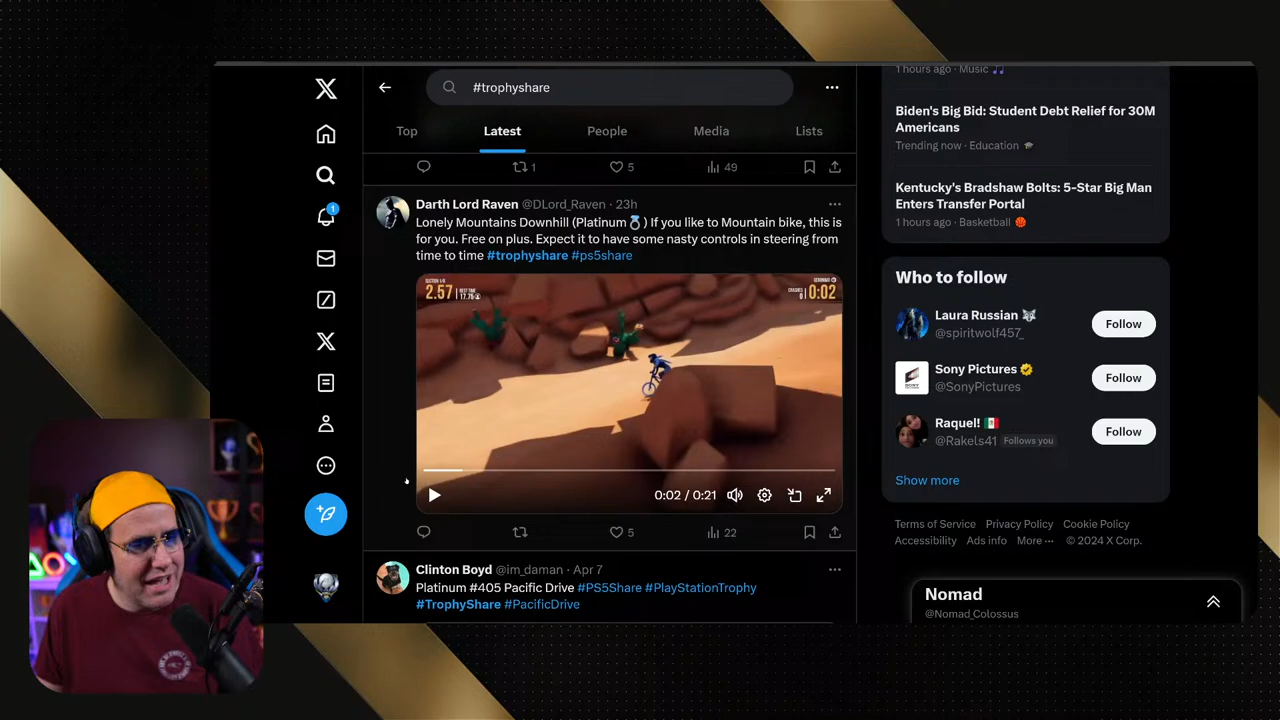 #trophyshare
Top
Latest
People
Media
Lists
1
5
49
Darth Lord Raven @DLord_Raven · 23h
Lonely Mountains Downhill (Platinum ) If you like to Mountain bike, this is
for you. Free on plus. Expect it to have some nasty controls in steering from
time to time #trophyshare #ps5share
2.57
BEST TIME
0:02
0:02 / 0:21
5
22
Clinton Boyd @im_daman · Apr 7
Platinum #405 Pacific Drive #PS5Share #PlayStationTrophy
#TrophyShare #PacificDrive
1
1 hours ago · Music
Biden's Big Bid: Student Debt Relief for 30M
Americans
Trending now · Education
Kentucky's Bradshaw Bolts: 5-Star Big Man
Enters Transfer Portal
1 hours ago · Basketball
Who to follow
Laura Russian
@spiritwolf457_
Follow
Sony Pictures
@SonyPictures
Follow
Raquel!
@Rakels41 Follows you
Follow
Show more
Terms of Service Privacy Policy Cookie Policy
Accessibility Ads info More ··· © 2024 X Corp.
Nomad
@Nomad_Colossus